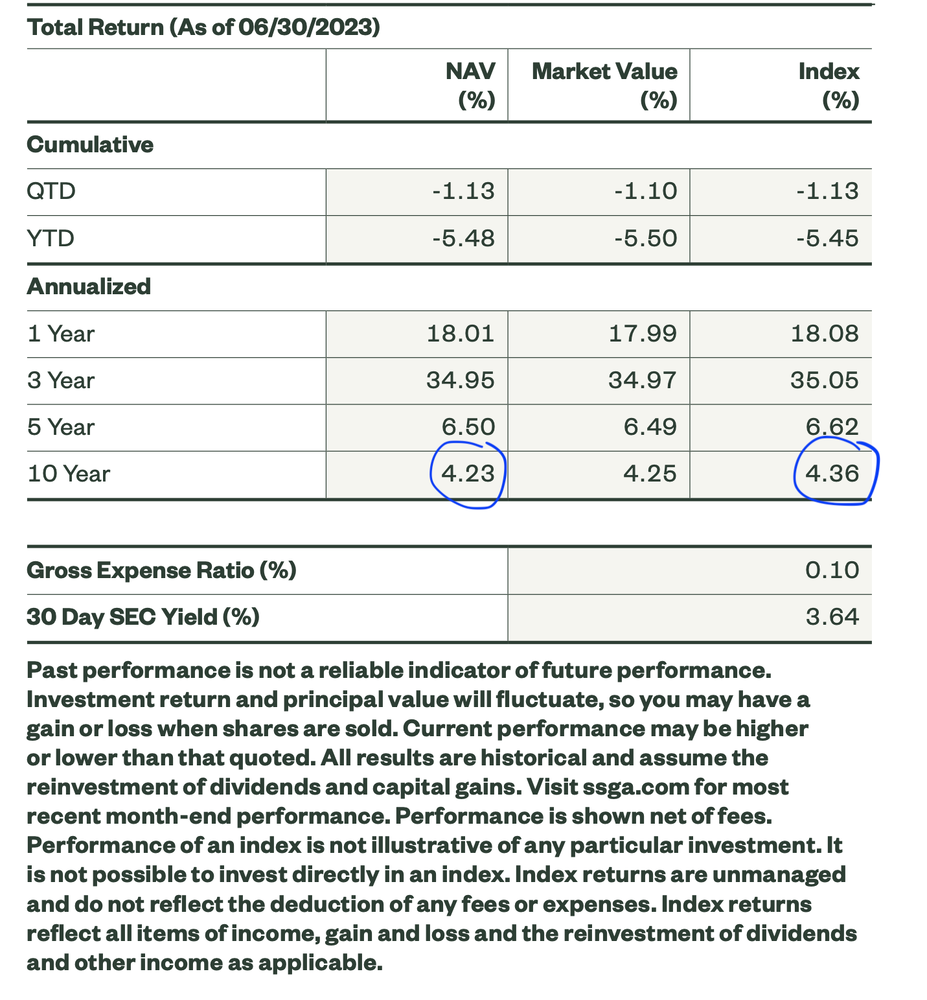 Total Return (As of 06/30/2023)
NAV Market Value Index
(%) (%) (%)
Cumulative
QTD -1.13 -1.10 -1.13
YTD -5.48 -5.50 -5.45
Annualized
1 Year 18.01 17.99 18.08
3 Year 34.95 34.97 35.05
5 Year 6.50 6.49 6.62
10 Year 4.23 4.25 4.36
Gross Expense Ratio (%) 0.10
30 Day SEC Yield (%) 3.64
Past performance is not a reliable indicator of future performance.
Investment return and principal value will fluctuate, so you may have a
gain or loss when shares are sold. Current performance may be higher
or lower than that quoted. All results are historical and assume the
reinvestment of dividends and capital gains. Visit ssga.com for most
recent month-end performance. Performance is shown net of fees.
Performance of an index is not illustrative of any particular investment. It
is not possible to invest directly in an index. Index returns are unmanaged
and do not reflect the deduction of any fees or expenses. Index returns
reflect all items of income, gain and loss and the reinvestment of dividends
and other income as applicable.